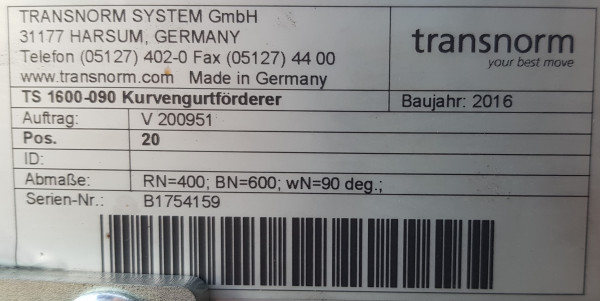 TRANSNORM SYSTEM GmbH
31177 HARSUM, GERMANY
Telefon (05127) 402-0 Fax (05127) 44 00
www.transnorm.com Made in Germany
transnorm
your best move
TS 1600-090 Kurvengurtförderer
Baujahr: 2016
Auftrag: V 200951
Pos. 20
ID:
Abmaße: RN=400; BN=600; wN=90 deg.;
Serien-Nr.: B1754159